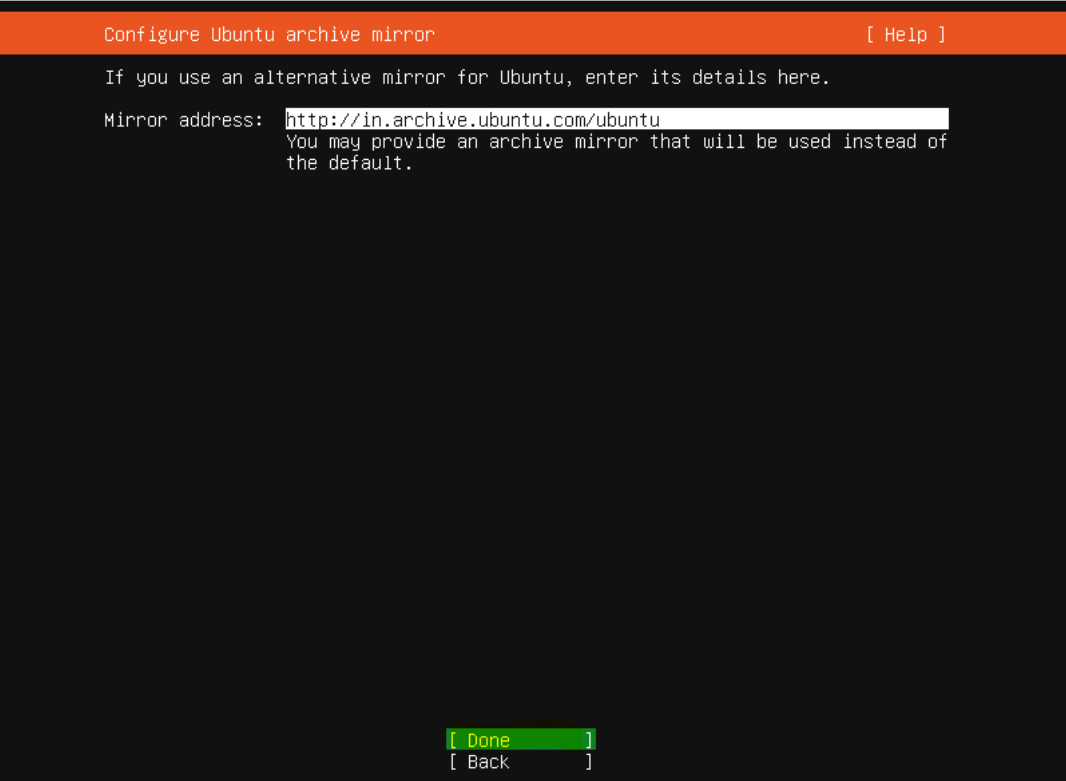 Configure Ubuntu archive mirror [ Help ]
If you use an alternative mirror for Ubuntu, enter its details here.
Mirror address: http://in.archive.ubuntu.com/ubuntu
You may provide an archive mirror that will be used instead of
the default.
[ Done ]
[ Back ]